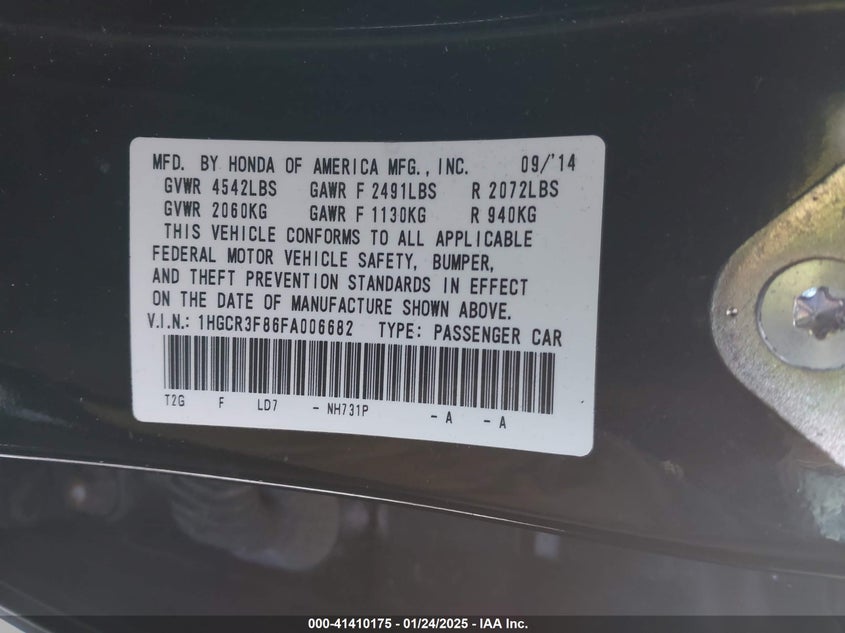 MFD. BY HONDA OF AMERICA MFG., INC. 09/'14
GVWR 4542LBS GAWR F 2491LBS R 2072LBS
GVWR 2060KG GAWR F 1130KG R 940KG
THIS VEHICLE CONFORMS TO ALL APPLICABLE
FEDERAL MOTOR VEHICLE SAFETY, BUMPER,
AND THEFT PREVENTION STANDARDS IN EFFECT
ON THE DATE OF MANUFACTURE SHOWN ABOVE.
V.I.N.: 1HGCR3F86FA006682 TYPE: PASSENGER CAR
T2G F LD7 - NH731P - A - A
000-41410175 - 01/24/2025 - IAA Inc.